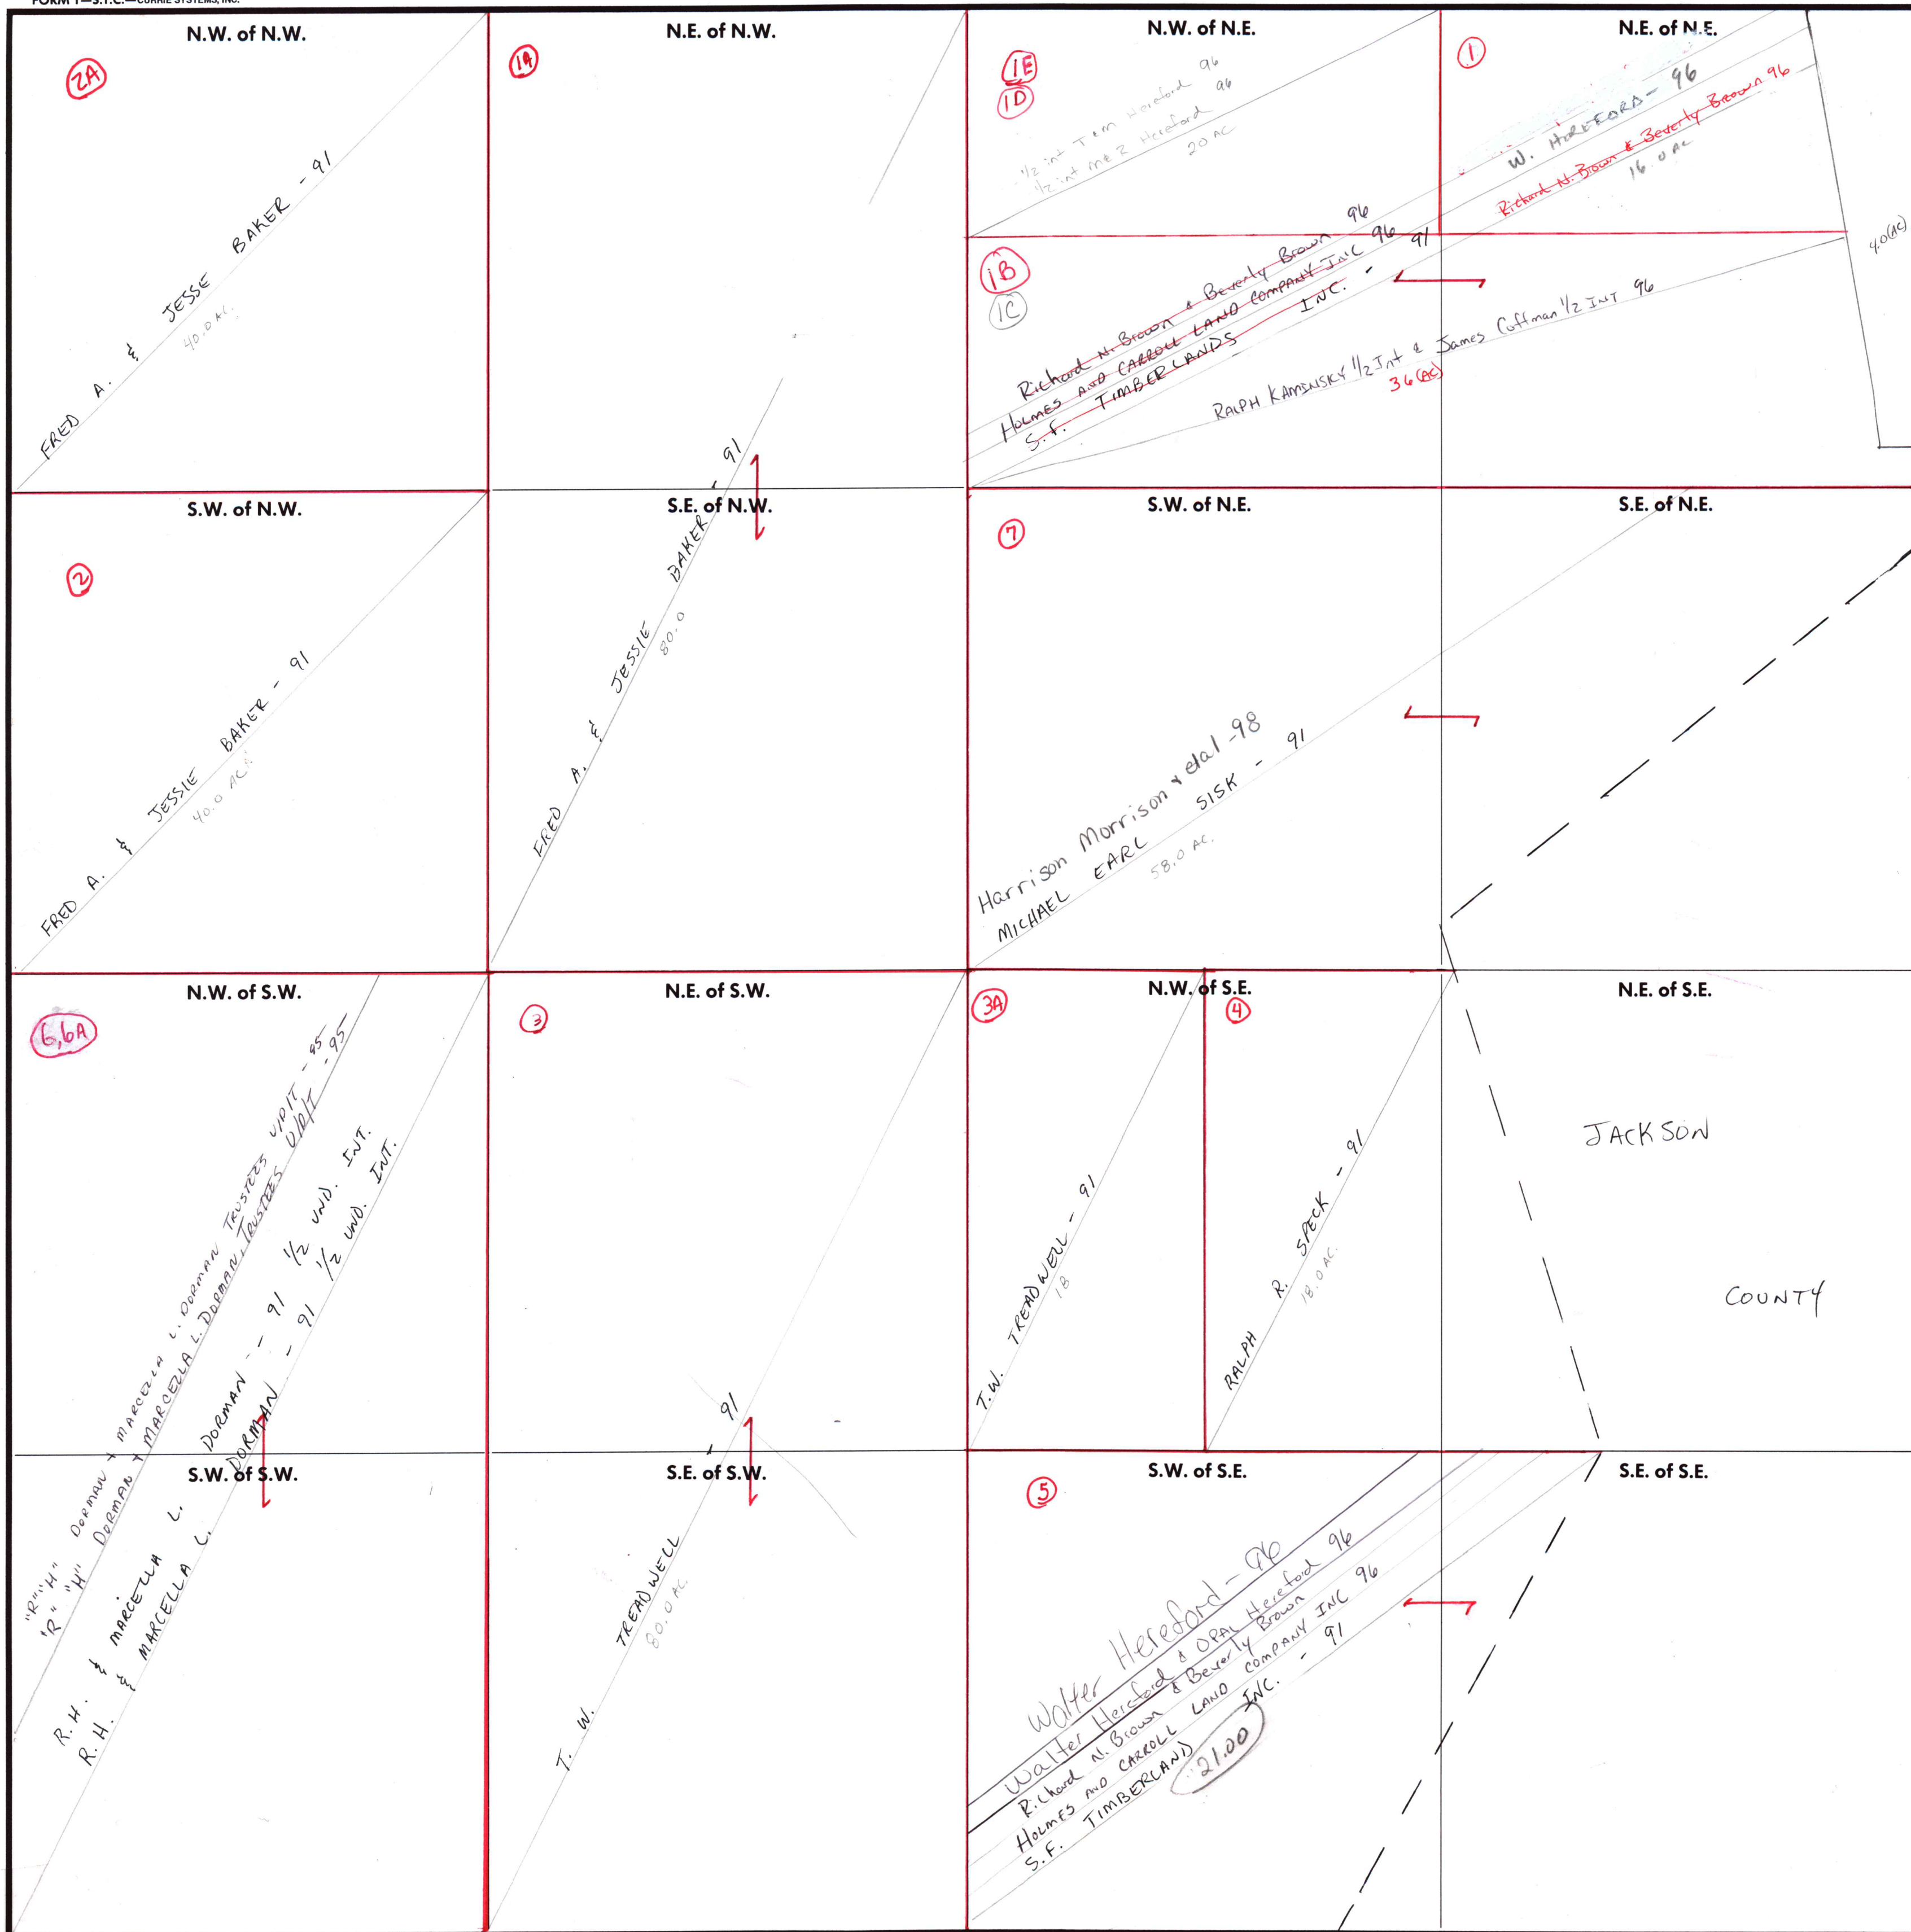 FORM 1—S.T.C.—CURRIE SYSTEMS, INC.
N.W. of N.W.
2A
FRED A. & JESSE BAKER - 91
40.0 AC.
N.E. of N.W.
1A
N.W. of N.E.
1E
1D
1/2 int T & M Hereford 96
1/2 int M & R Hereford 96
20 AC
N.E. of N.E.
1
W. HEREFORD - 96
Richard N. Brown & Beverly Brown 96
16.0 AC
4.0 (AC)
1B
1C
Richard N. Brown & Beverly Brown 96
HOLMES AND CARROLL LAND COMPANY INC 96
S.F. TIMBERLANDS INC. - 91
RALPH KAMINSKY 1/2 Int & James Coffman 1/2 INT 96
36 (AC)
S.W. of N.W.
2
FRED A. & JESSIE BAKER - 91
40.0 AC.
S.E. of N.W.
FRED A. & JESSIE BAKER - 91
80.0
S.W. of N.E.
7
Harrison Morrison & etal - 98
MICHAEL EARL SISK - 91
58.0 AC.
S.E. of N.E.
N.W. of S.W.
6,6A
"R" "H" DORMAN & MARCELLA L. DORMAN TRUSTEES U/D/T - 95
"R" "H" DORMAN & MARCELLA L. DORMAN, TRUSTEES U/D/T - 95
R.H. & MARCELLA L. DORMAN - - 91 1/2 UND. INT.
R.H. & MARCELLA L. DORMAN - 91 1/2 UND. INT.
N.E. of S.W.
3
N.W. of S.E.
3A
T.W. TREADWELL - 91
18
4
RALPH R. SPECK - 91
18.0 AC.
N.E. of S.E.
JACKSON
COUNTY
S.W. of S.W.
S.E. of S.W.
T. W. TREADWELL - 91
80.0 AC.
S.W. of S.E.
5
Walter Hereford - 96
Walter Hereford & OPAL Hereford 96
Richard N. Brown & Beverly Brown
HOLMES AND CARROLL LAND COMPANY INC 96
S.F. TIMBERLAND INC. - 91
21.00
S.E. of S.E.